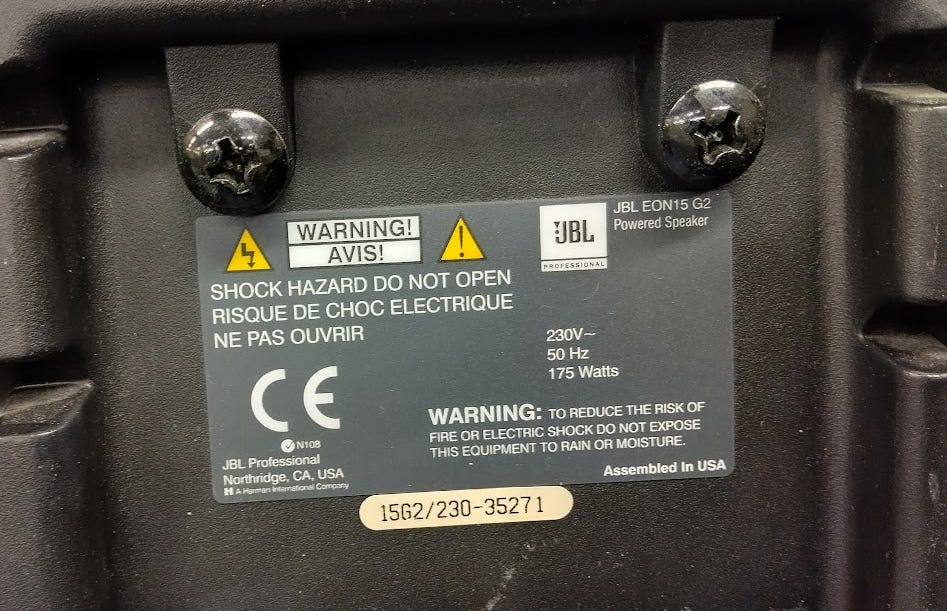 WARNING!
AVIS!
JBL
PROFESSIONAL
JBL EON15 G2
Powered Speaker
SHOCK HAZARD DO NOT OPEN
RISQUE DE CHOC ELECTRIQUE
NE PAS OUVRIR
230V~
50 Hz
175 Watts
CE
N108
JBL Professional
Northridge, CA, USA
H A Harman International Company
WARNING: TO REDUCE THE RISK OF
FIRE OR ELECTRIC SHOCK DO NOT EXPOSE
THIS EQUIPMENT TO RAIN OR MOISTURE.
Assembled In USA
15G2/230-35271